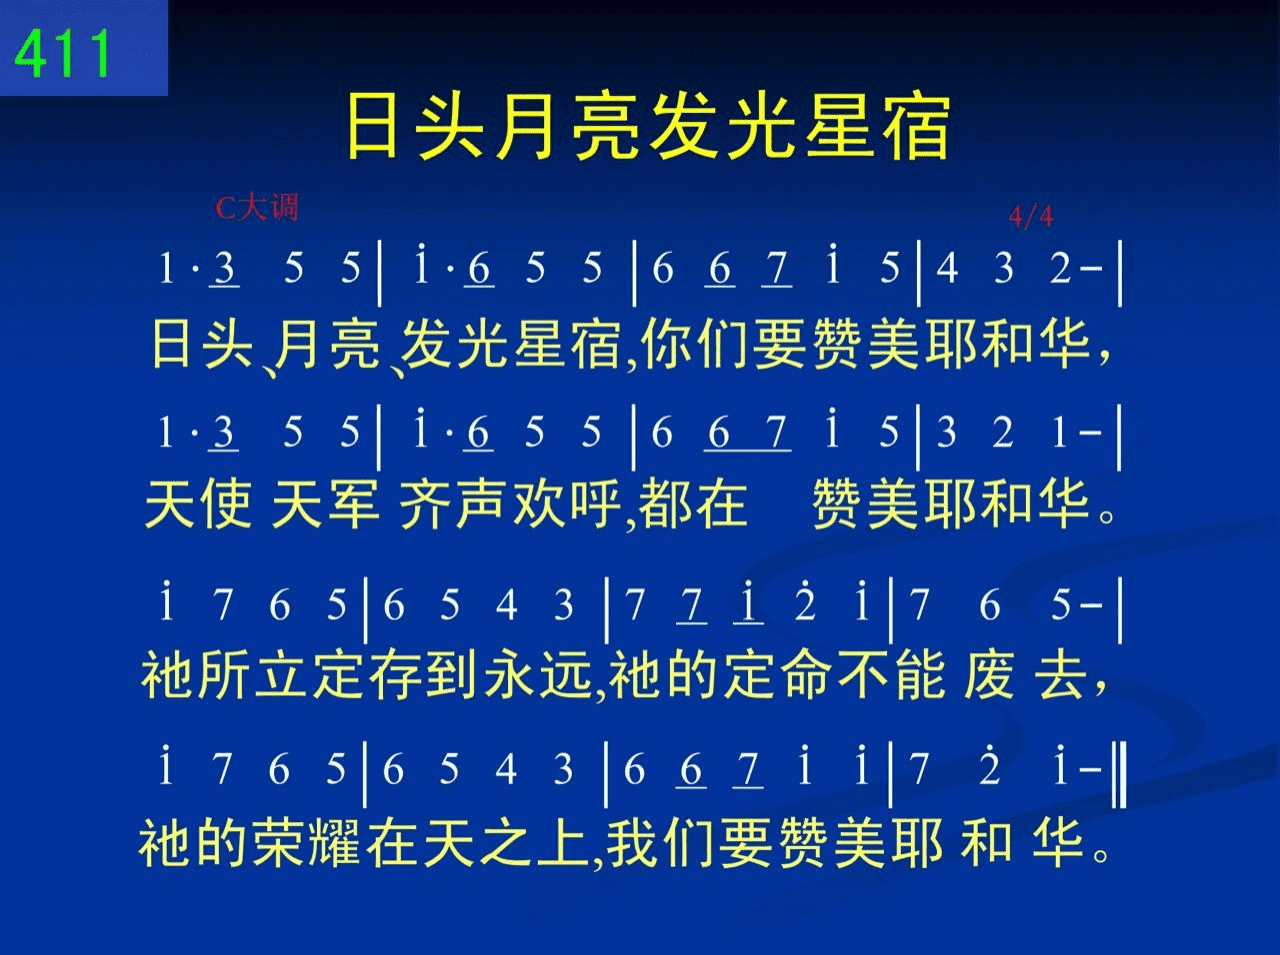 411
日头月亮发光星宿
C大调 4/4
1·3 5 5│i·6 5 5│6 6 7 i 5│4 3 2-│
日头、月亮、发光星宿,你们要赞美耶和华，
1·3 5 5│i·6 5 5│6 6 7 i 5│3 2 1-│
天使 天军 齐声欢呼,都在 赞美耶和华。
i 7 6 5│6 5 4 3│7 7 i 2̇ i│7 6 5-│
祂所立定存到永远,祂的定命不能 废 去，
i 7 6 5│6 5 4 3│6 6 7 i i│7 2̇ i-‖
祂的荣耀在天之上,我们要赞美耶 和 华。